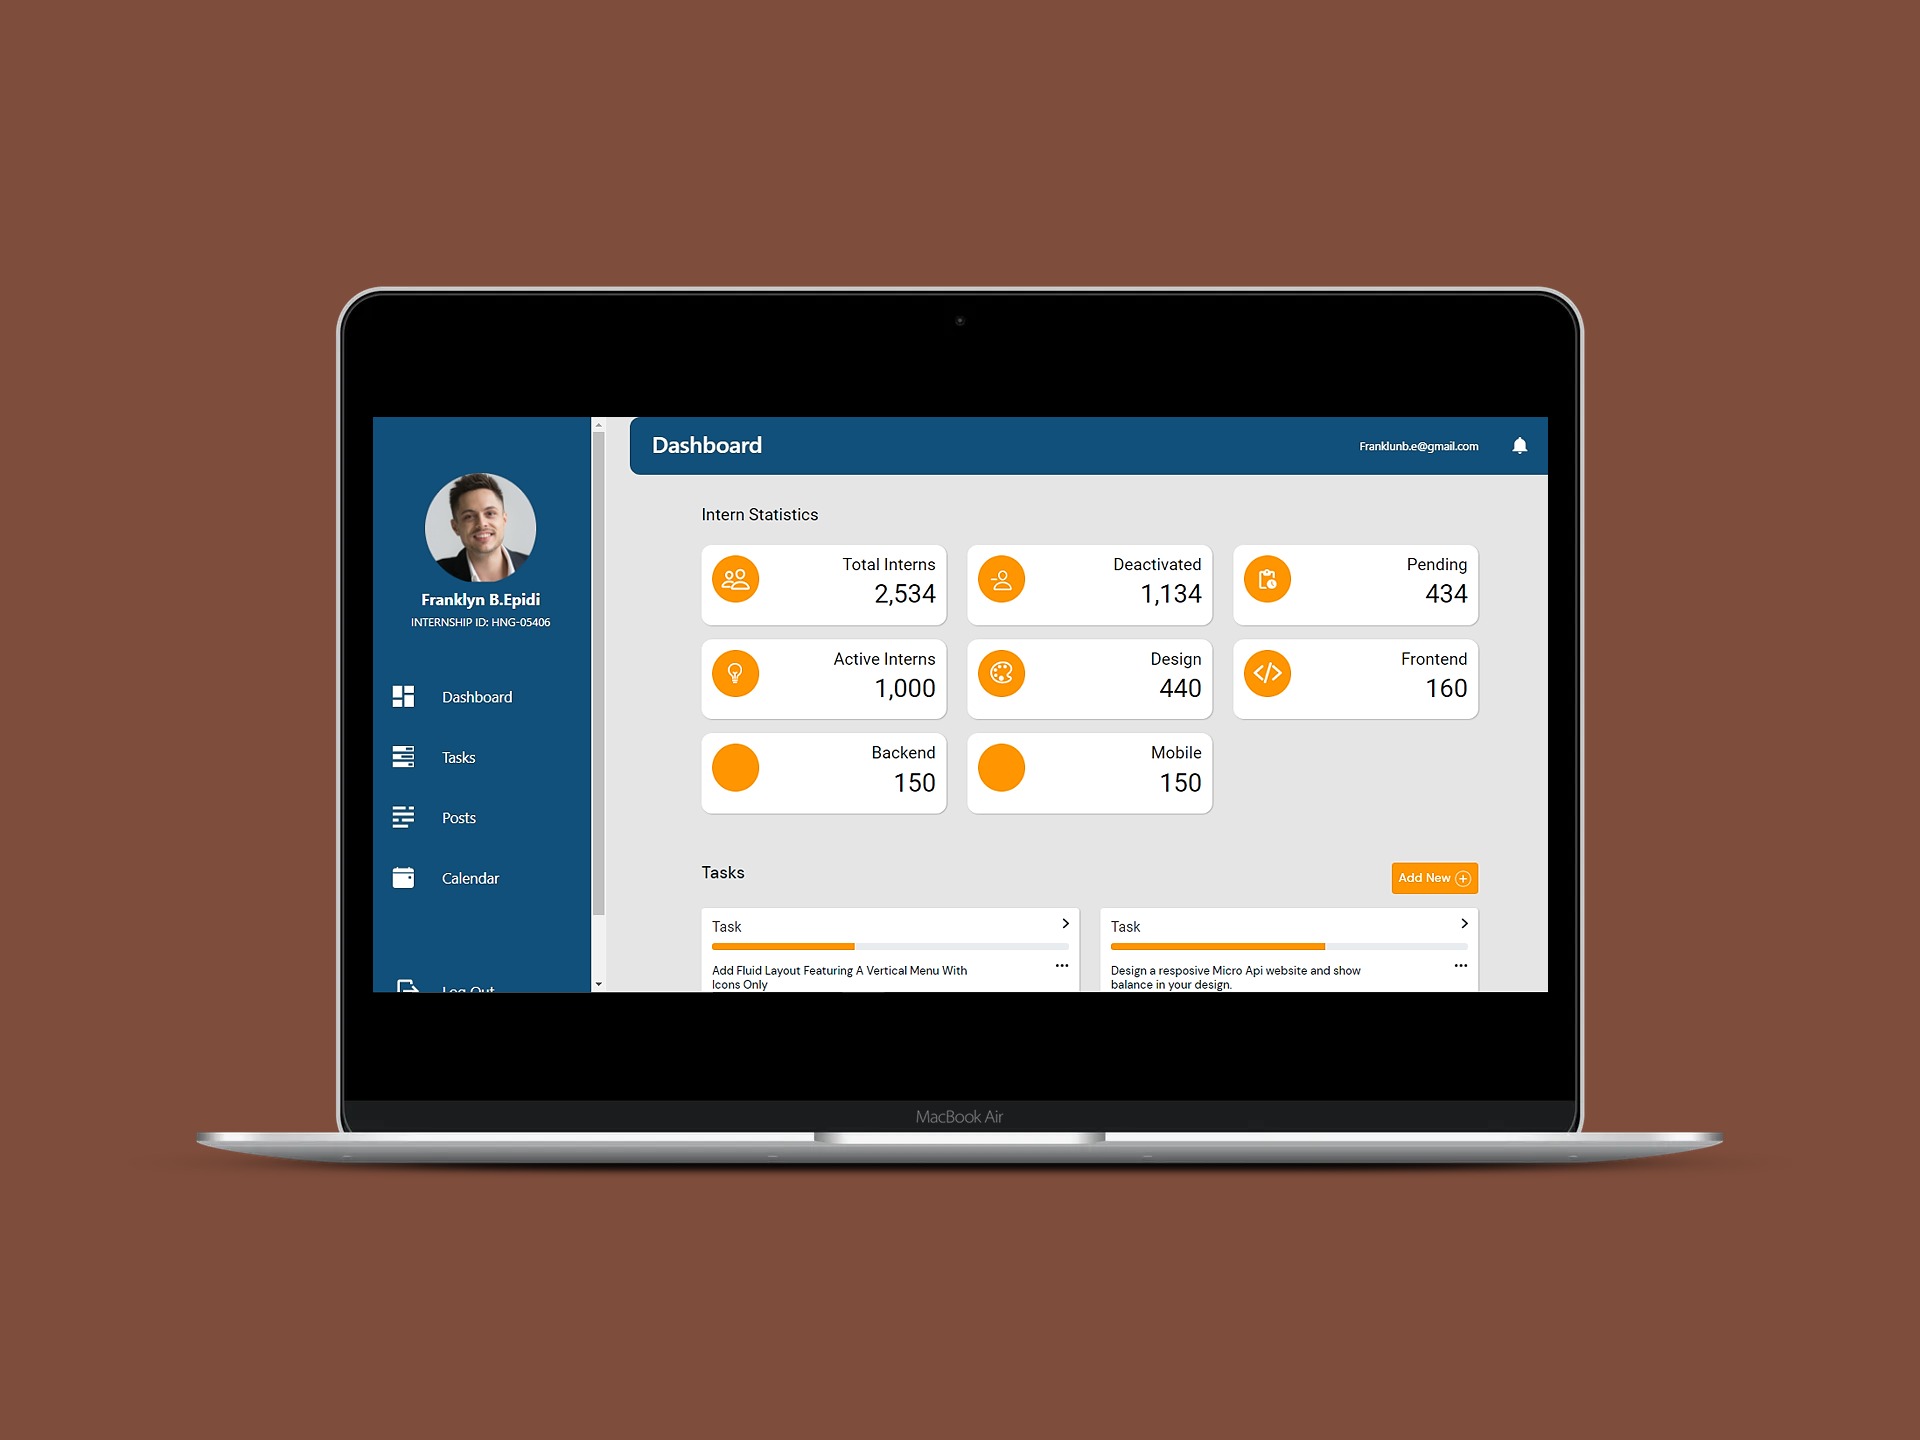 Dashboard
Franklunb.e@gmail.com
Franklyn B.Epidi
INTERNSHIP ID: HNG-05406
Dashboard
Tasks
Posts
Calendar
Log Out
Intern Statistics
Total Interns
2,534
Deactivated
1,134
Pending
434
Active Interns
1,000
Design
440
Frontend
160
Backend
150
Mobile
150
Tasks
Add New
Task
Add Fluid Layout Featuring A Vertical Menu With
Icons Only
Task
Design a resposive Micro Api website and show
balance in your design.
MacBook Air